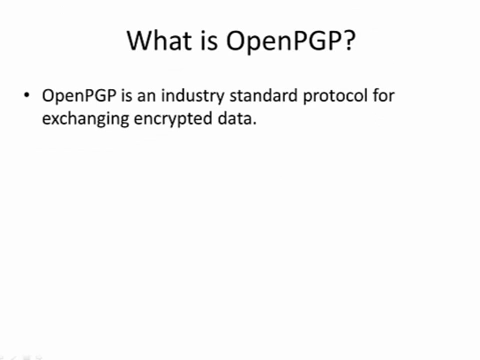 What is OpenPGP?
• OpenPGP is an industry standard protocol for
exchanging encrypted data.